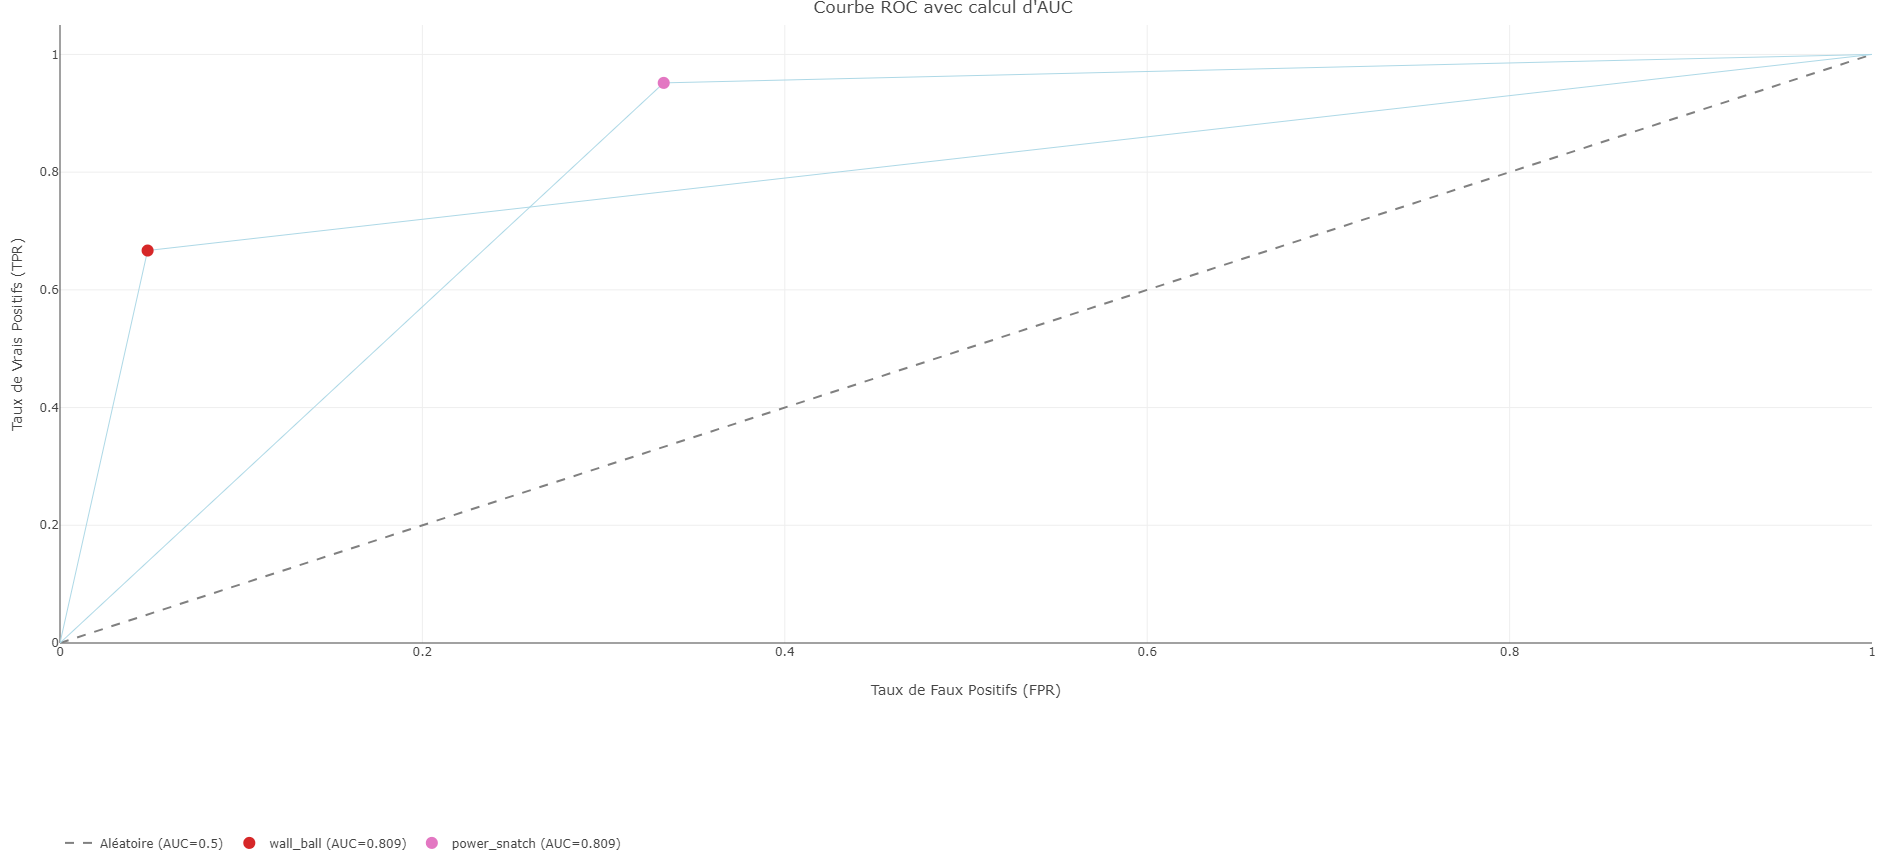 Courbe ROC avec calcul d'AUC
Taux de Vrais Positifs (TPR)
1
0.8
0.6
0.4
0.2
0
0
0.2
0.4
0.6
0.8
1
Taux de Faux Positifs (FPR)
Aléatoire (AUC=0.5)
wall_ball (AUC=0.809)
power_snatch (AUC=0.809)